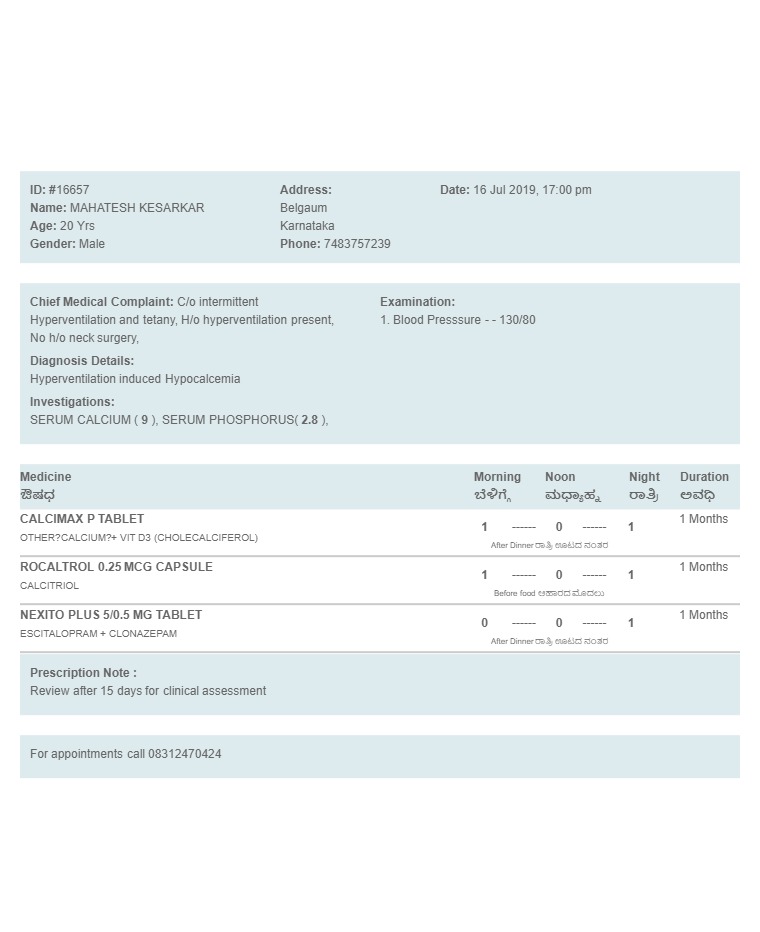 ID: #16657
Name: MAHATESH KESARKAR
Age: 20 Yrs
Gender: Male
Address:
Belgaum
Karnataka
Phone: 7483757239
Date: 16 Jul 2019, 17:00 pm
Chief Medical Complaint: C/o intermittent
Hyperventilation and tetany, H/o hyperventilation present,
No h/o neck surgery,
Diagnosis Details:
Hyperventilation induced Hypocalcemia
Investigations:
SERUM CALCIUM ( 9 ), SERUM PHOSPHORUS( 2.8 ),
Examination:
1. Blood Presssure - - 130/80
Medicine Morning Noon Night Duration
ಔಷಧ ಬೆಳಿಗ್ಗೆ ಮಧ್ಯಾಹ್ನ ರಾತ್ರಿ ಅವಧಿ
CALCIMAX P TABLET 1 ------ 0 ------ 1 1 Months
OTHER?CALCIUM?+ VIT D3 (CHOLECALCIFEROL) After Dinner ರಾತ್ರಿ ಊಟದ ನಂತರ
ROCALTROL 0.25 MCG CAPSULE 1 ------ 0 ------ 1 1 Months
CALCITRIOL Before food ಆಹಾರದ ಮೊದಲು
NEXITO PLUS 5/0.5 MG TABLET 0 ------ 0 ------ 1 1 Months
ESCITALOPRAM + CLONAZEPAM After Dinner ರಾತ್ರಿ ಊಟದ ನಂತರ
Prescription Note :
Review after 15 days for clinical assessment
For appointments call 08312470424